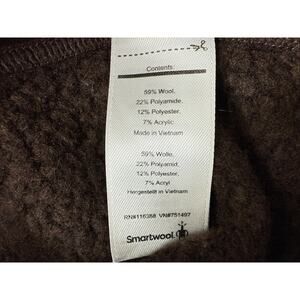 Contents:
59% Wool,
22% Polyamide,
12% Polyester,
7% Acrylic
Made in Vietnam
59% Wolle,
22% Polyamid,
12% Polyester,
7% Acryl
Hergestellt in Vietnam
RN#116358 VN#751497
Smartwool